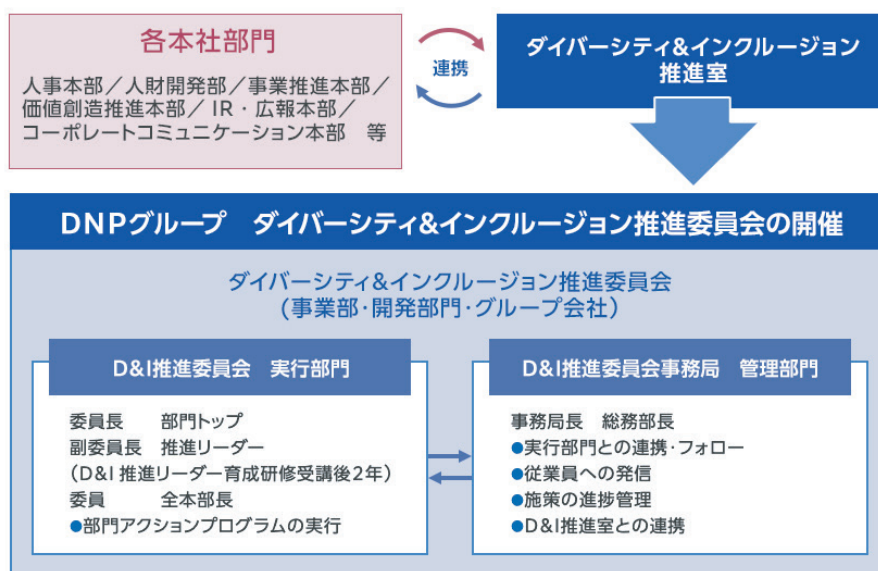 各本社部門
人事本部／人財開発部／事業推進本部／
価値創造推進本部／ IR・広報本部／
コーポレートコミュニケーション本部　等
連携
ダイバーシティ&インクルージョン
推進室
DNPグループ　ダイバーシティ&インクルージョン推進委員会の開催
ダイバーシティ&インクルージョン推進委員会
(事業部・開発部門・グループ会社)
D&I推進委員会　実行部門
委員長　　部門トップ
副委員長　推進リーダー
(D&I 推進リーダー育成研修受講後2年)
委員　　　全本部長
●部門アクションプログラムの実行
D&I推進委員会事務局　管理部門
事務局長　総務部長
●実行部門との連携・フォロー
●従業員への発信
●施策の進捗管理
●D&I推進室との連携